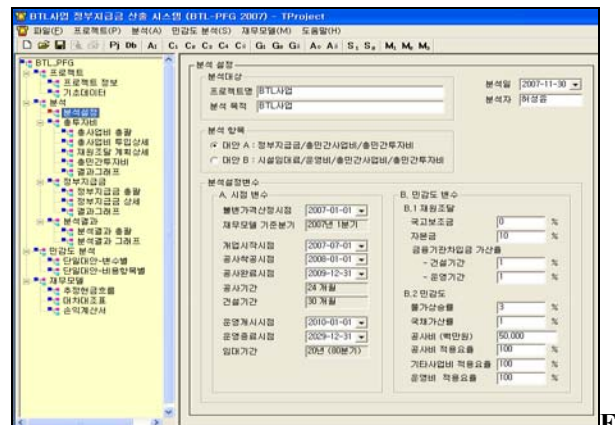 BTL사업 정부지급금 산출 시스템 (BTL-PFG 2007) - TProject
파일(F) 프로젝트(P) 분석(A) 민감도 분석(S) 재무모델(M) 도움말(H)
Pj Db A₁ C₁ C₂ C₃ C₄ C₅ G₁ G₂ G₃ A₁ S₁ S₂ M₁ M₂ M₃
BTL_PFG
프로젝트
프로젝트 정보
기초데이터
분석
분석설정
총투자비
총사업비 총괄
총사업비 투입상세
재원조달 계획상세
총민간투자비
결과그래프
정부지급금
정부지급금 총괄
정부지급금 상세
결과그래프
분석결과
분석결과 총괄
분석결과 그래프
민감도 분석
단일대안-변수별
단일대안-비용항목별
재무모델
추정현금흐름
대차대조표
손익계산서
분석 설정
분석대상
프로젝트명 BTL사업
분석 목적 BTL사업
분석일 2007-11-30
분석자 허성윤
분석 항목
대안 A : 정부지급금/총민간사업비/총민간투자비
대안 B : 시설임대료/운영비/총민간사업비/총민간투자비
분석설정변수
A. 시점 변수
불변가격산정시점 2007-01-01
재무모델 기준분기 2007년 1분기
개업시작시점 2007-07-01
공사착공시점 2008-01-01
공사완료시점 2009-12-31
공사기간 24 개월
건설기간 30 개월
운영개시시점 2010-01-01
운영종료시점 2029-12-31
임대기간 20년 (80분기)
B. 민감도 변수
B.1 재원조달
국고보조금 0 %
자본금 10 %
금융기관차입금 가산율
- 건설기간 1 %
- 운영기간 1 %
B.2 민감도
물가상승률 3 %
국채가산률 1 %
공사비 (백만원) 50,000
공사비 적용요율 100 %
기타사업비 적용요율 100 %
운영비 적용요율 100 %